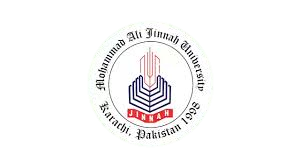 Mohammad Ali Jinnah University
JINNAH
Karachi, Pakistan 1998